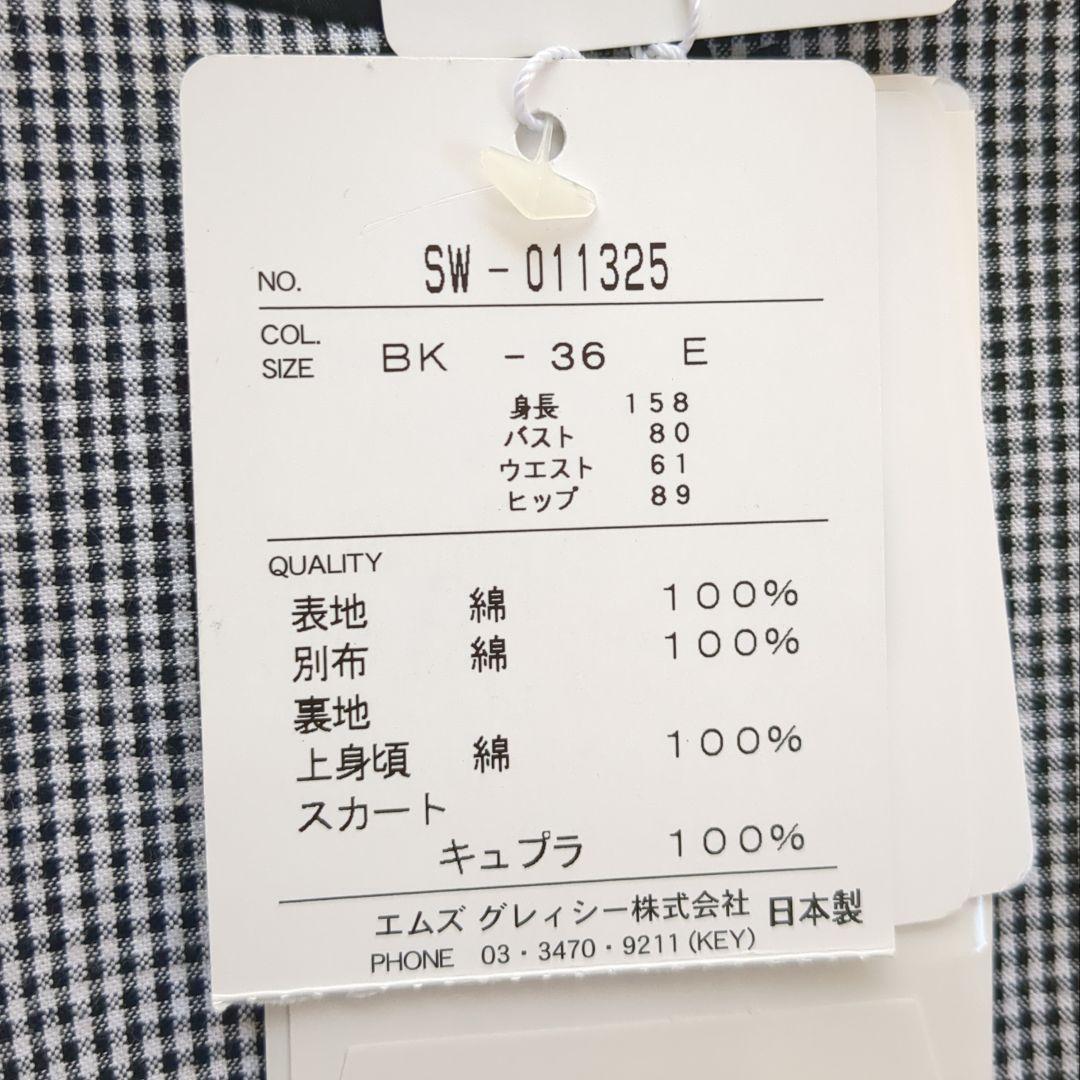 NO. SW-011325
COL.
SIZE BK - 36 E
身長 158
バスト 80
ウエスト 61
ヒップ 89
QUALITY
表地 綿 100%
別布 綿 100%
裏地
上身頃 綿 100%
スカート
キュプラ 100%
エムズ グレィシー株式会社 日本製
PHONE 03・3470・9211(KEY)